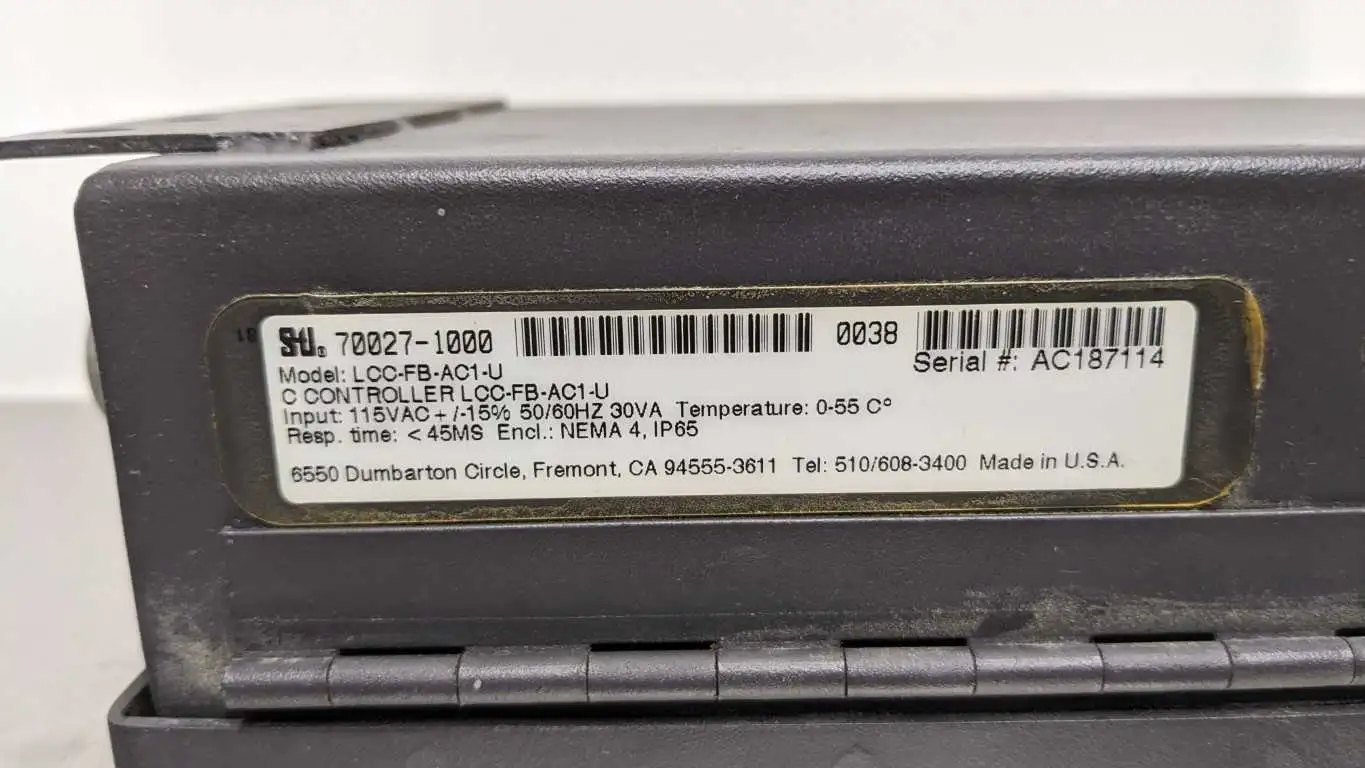 STI® 70027-1000 0038
Serial #: AC187114
Model: LCC-FB-AC1-U
C CONTROLLER LCC-FB-AC1-U
Input: 115VAC +/-15% 50/60HZ 30VA Temperature: 0-55 C°
Resp. time: < 45MS Encl.: NEMA 4, IP65
6550 Dumbarton Circle, Fremont, CA 94555-3611 Tel: 510/608-3400 Made in U.S.A.